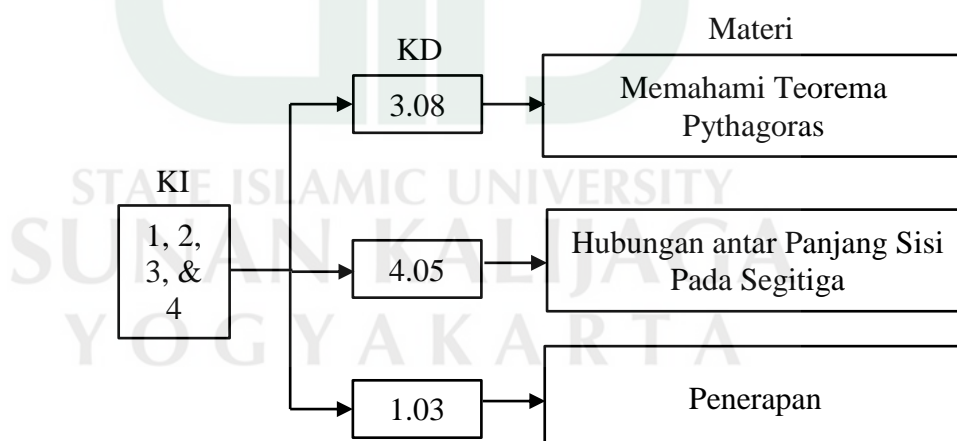 Materi
KD
Memahami Teorema
Pythagoras
3.08
STATE ISLAMIC UNIVERSITY
KI
SUNAN KALIJAGA
1, 2,
3, &
4
4.05
Hubungan antar Panjang Sisi
Pada Segitiga
YOGYAKARTA
1.03
Penerapan